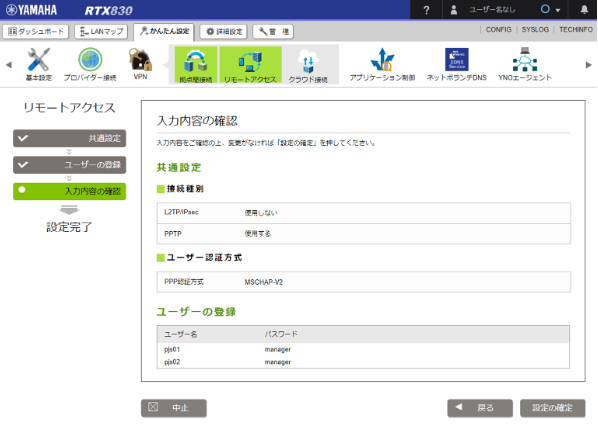 YAMAHA RTX830 ? ユーザー名なし
ダッシュボード LANマップ かんたん設定 詳細設定 管理 CONFIG SYSLOG TECHINFO
基本設定 プロバイダー接続 VPN 拠点間接続 リモートアクセス クラウド接続 アプリケーション制御 ネットボランチDNS YNOエージェント
リモートアクセス
共通設定
ユーザーの登録
入力内容の確認
設定完了
入力内容の確認
入力内容をご確認の上、変更がなければ「設定の確定」を押してください。
共通設定
接続種別
L2TP/IPsec 使用しない
PPTP 使用する
ユーザー認証方式
PPP認証方式 MSCHAP-V2
ユーザーの登録
ユーザー名 パスワード
pjs01 manager
pjs02 manager
中止 戻る 設定の確定